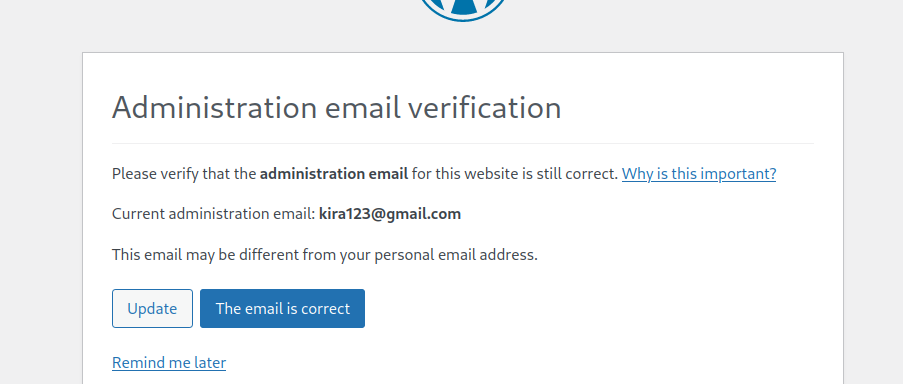 Administration email verification
Please verify that the administration email for this website is still correct. Why is this important?
Current administration email: kira123@gmail.com
This email may be different from your personal email address.
Update
The email is correct
Remind me later